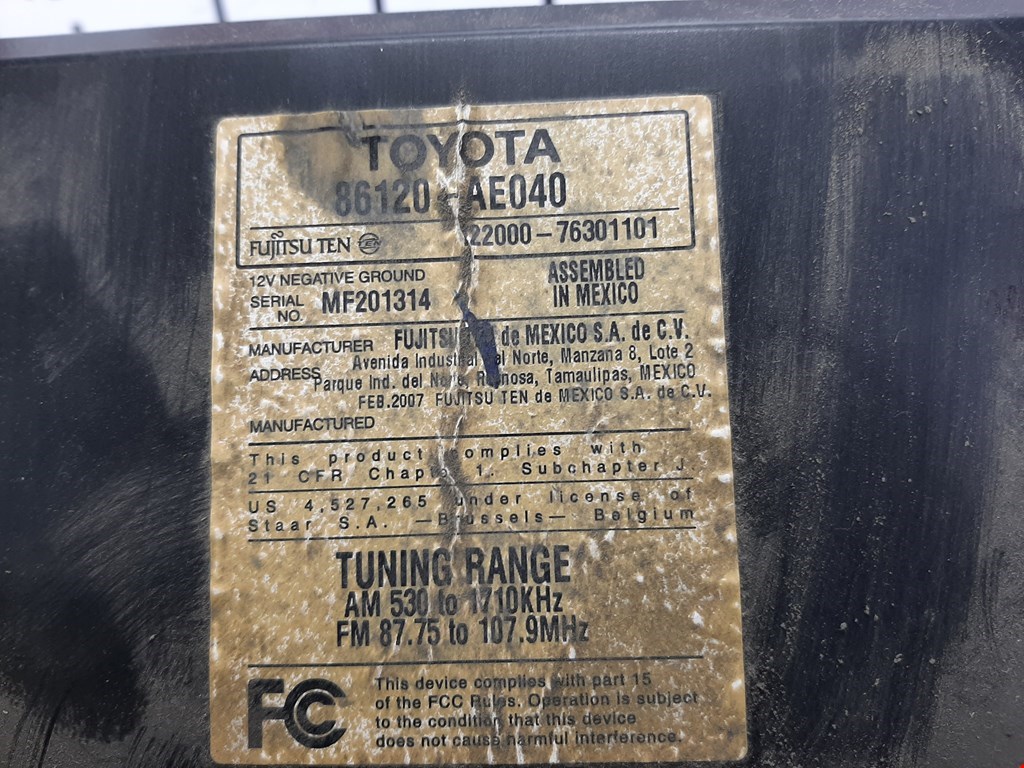 TOYOTA
86120-AE040
FUJITSU TEN TEN 22000-76301101
12V NEGATIVE GROUND
SERIAL NO. MF201314
ASSEMBLED
IN MEXICO
MANUFACTURER FUJITSU de MEXICO S.A. de C.V.
ADDRESS Avenida Industrial del Norte, Manzana 8, Lote 2
Parque Ind. del Norte, Reynosa, Tamaulipas, MEXICO
FEB.2007 FUJITSU TEN de MEXICO S.A. de C.V.
MANUFACTURED
This product complies with
21 CFR Chapter 1. Subchapter J.
US 4,527,265 under license of
Staar S.A. —Brussels— Belgium
TUNING RANGE
AM 530 to 1710KHz
FM 87.75 to 107.9MHz
FC This device complies with part 15
of the FCC Rules. Operation is subject
to the condition that this device
does not cause harmful interference.